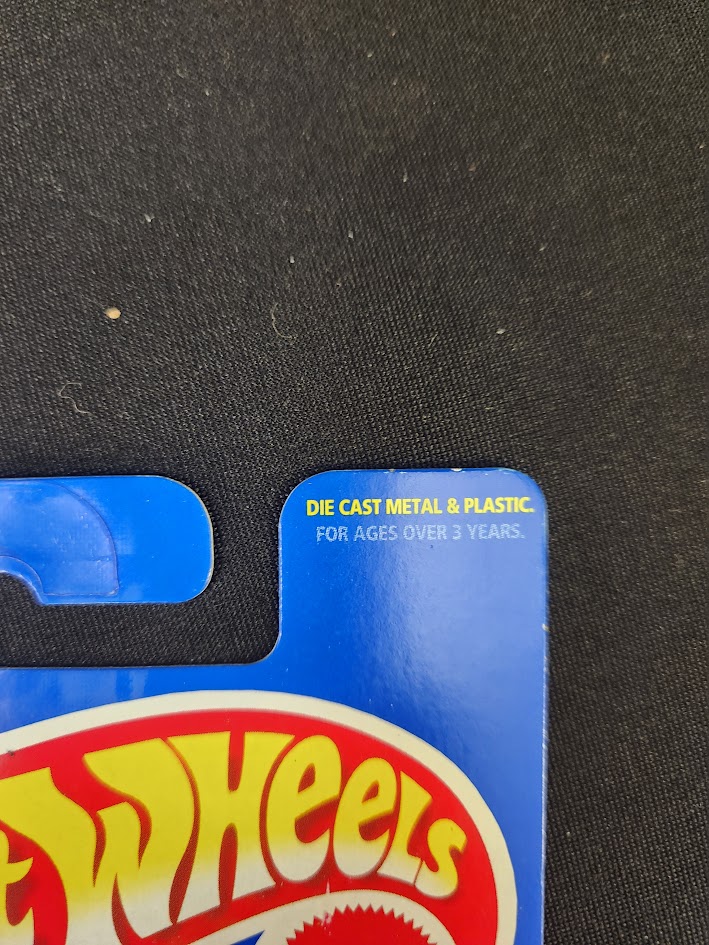 DIE CAST METAL & PLASTIC.
FOR AGES OVER 3 YEARS.
WHeeLs